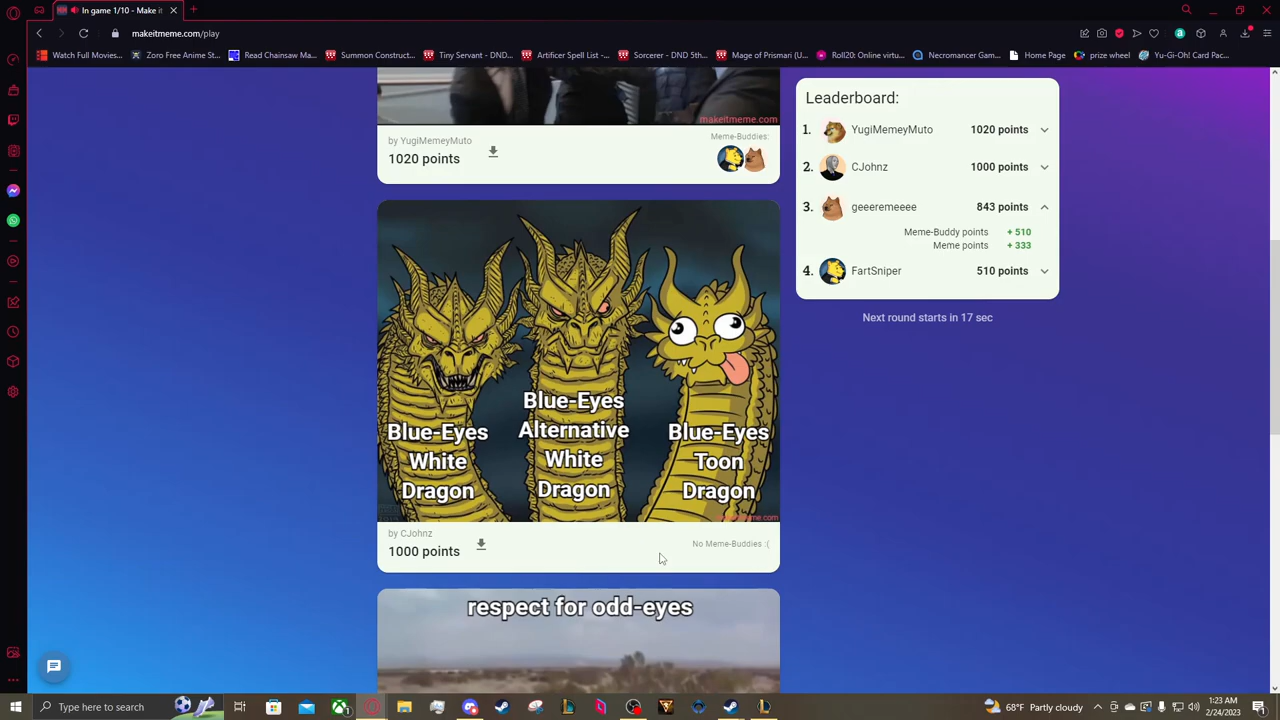 In game 1/10 - Make it
makeitmeme.com/play
Watch Full Movies...
Zoro Free Anime St...
Read Chainsaw Ma...
Summon Construct...
Tiny Servant - DND...
Artificer Spell List -...
Sorcerer - DND 5th...
Mage of Prismari (U...
Roll20: Online virtu...
Necromancer Gam...
Home Page
prize wheel
Yu-Gi-Oh! Card Pac...
makeitmeme.com
by YugiMemeyMuto
1020 points
Meme-Buddies:
Blue-Eyes
White
Dragon
Blue-Eyes
Alternative
White
Dragon
Blue-Eyes
Toon
Dragon
makeitmeme.com
by CJohnz
1000 points
No Meme-Buddies :(
respect for odd-eyes
Leaderboard:
1. YugiMemeyMuto 1020 points
2. CJohnz 1000 points
3. geeeremeeee 843 points
Meme-Buddy points + 510
Meme points + 333
4. FartSniper 510 points
Next round starts in 17 sec
Type here to search
68°F Partly cloudy
1:23 AM
2/24/2023